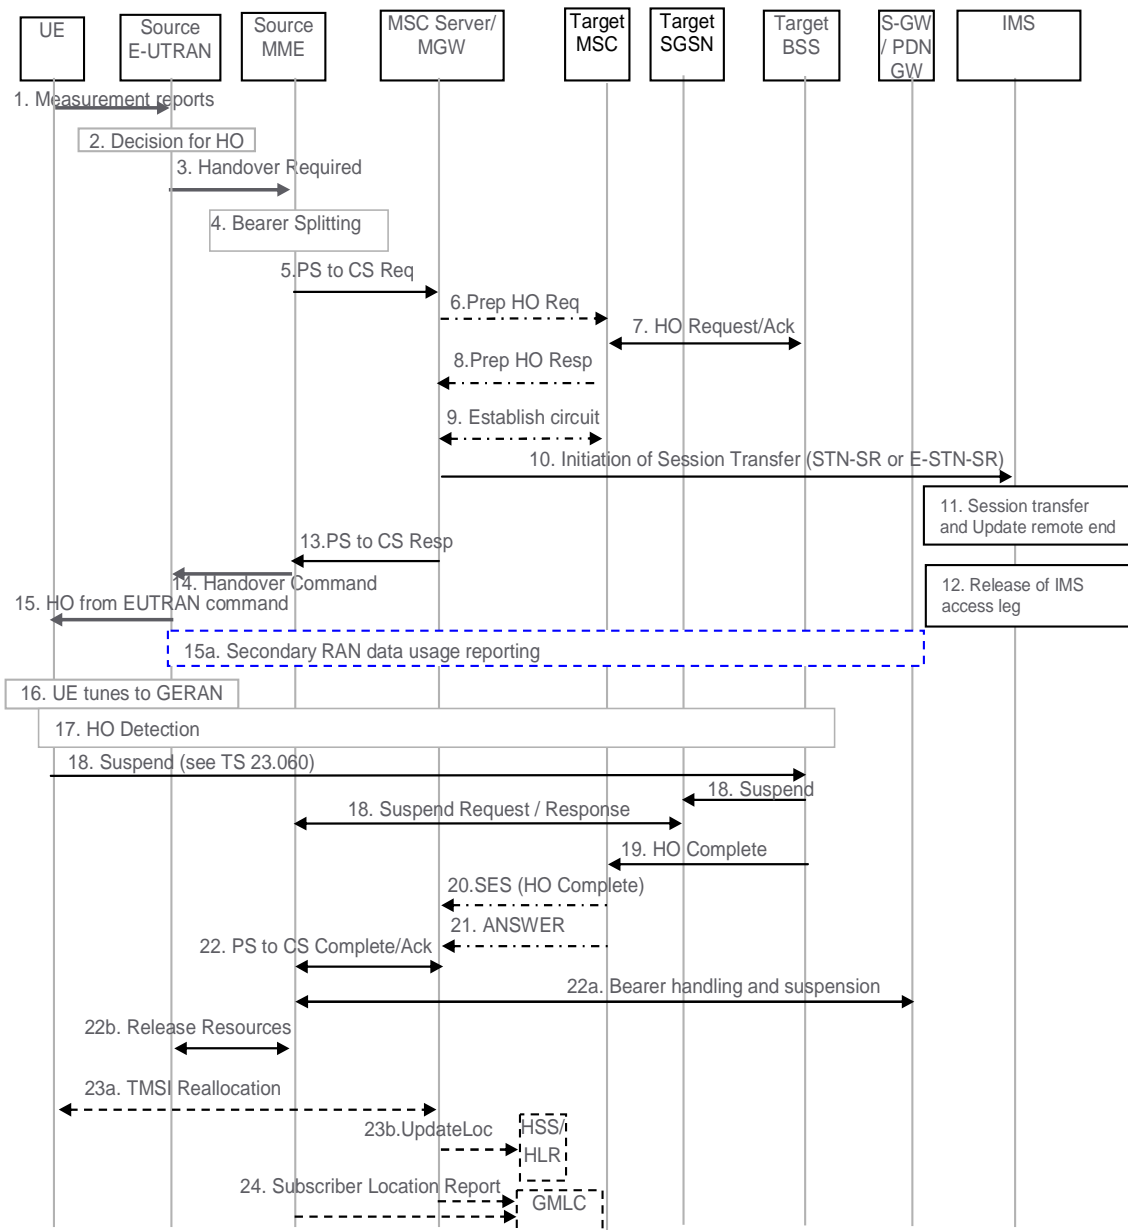 UE
Source
E-UTRAN
Source
MME
MSC Server/
MGW
Target
MSC
Target
SGSN
Target
BSS
S-GW
/ PDN
GW
IMS
1. Measurement reports
2. Decision for HO
3. Handover Required
4. Bearer Splitting
5.PS to CS Req
6.Prep HO Req
7. HO Request/Ack
8.Prep HO Resp
9. Establish circuit
10. Initiation of Session Transfer (STN-SR or E-STN-SR)
11. Session transfer
and Update remote end
13.PS to CS Resp
14. Handover Command
12. Release of IMS
access leg
15. HO from EUTRAN command
15a. Secondary RAN data usage reporting
16. UE tunes to GERAN
17. HO Detection
18. Suspend (see TS 23.060)
18. Suspend
18. Suspend Request / Response
19. HO Complete
20.SES (HO Complete)
21. ANSWER
22. PS to CS Complete/Ack
22a. Bearer handling and suspension
22b. Release Resources
23a. TMSI Reallocation
23b.UpdateLoc
HSS/
HLR
24. Subscriber Location Report
GMLC